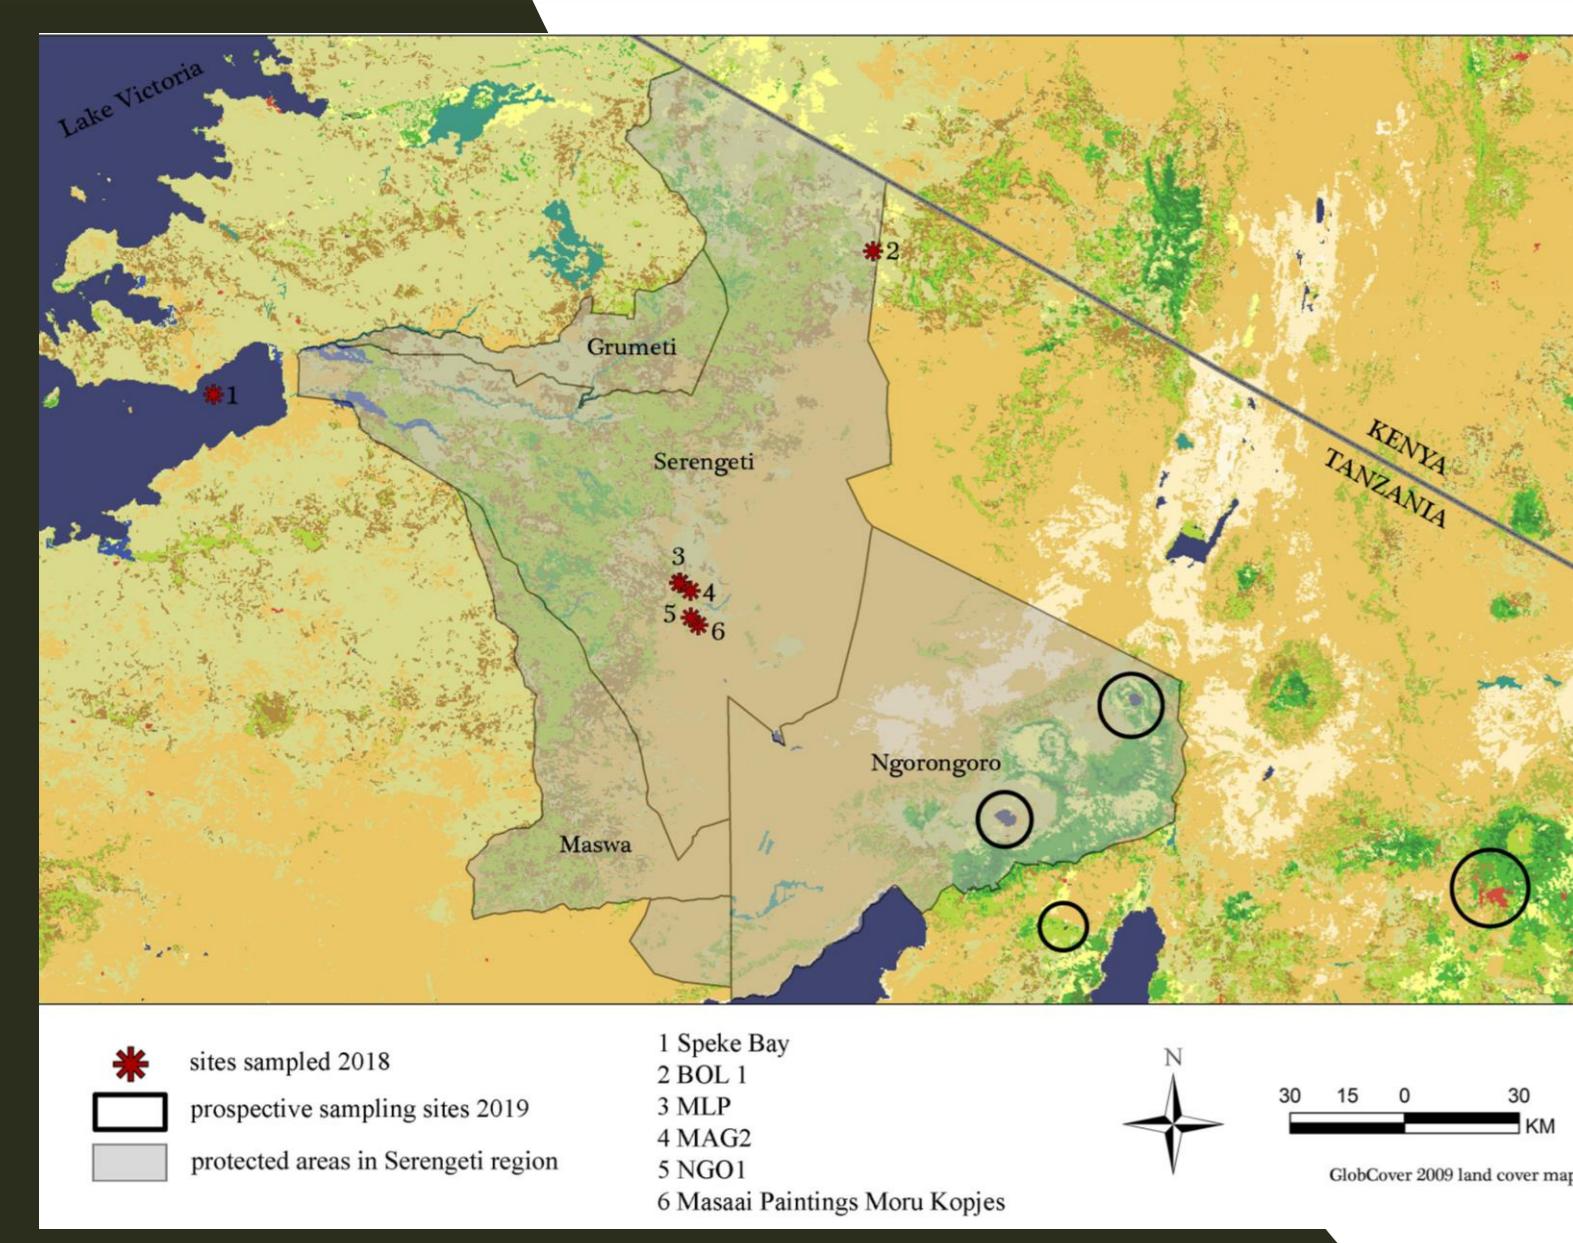 Lake Victoria
2
Grumeti
1
KENYA
TANZANIA
Serengeti
3
4
5
6
Ngorongoro
Maswa
sites sampled 2018
prospective sampling sites 2019
protected areas in Serengeti region
1 Speke Bay
2 BOL 1
3 MLP
4 MAG2
5 NGO1
6 Masaai Paintings Moru Kopjes
N
30 15 0 30
KM
GlobCover 2009 land cover map